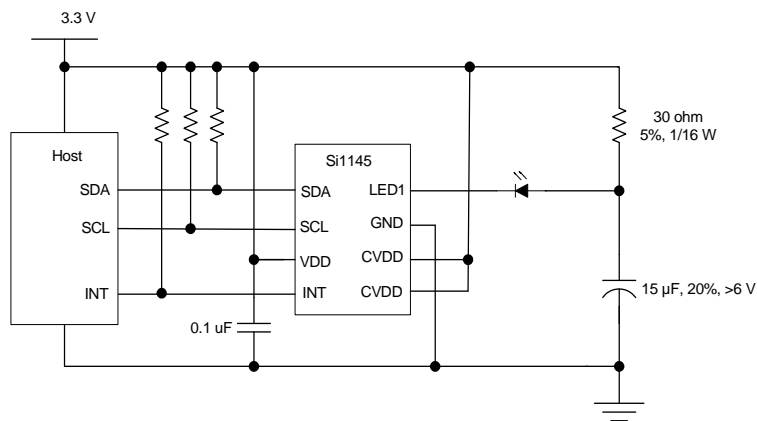 3.3 V
30 ohm
5%, 1/16 W
Host
Si1145
SDA
SDA
LED1
SCL
SCL
GND
VDD
CVDD
INT
INT
CVDD
15 µF, 20%, >6 V
0.1 uF